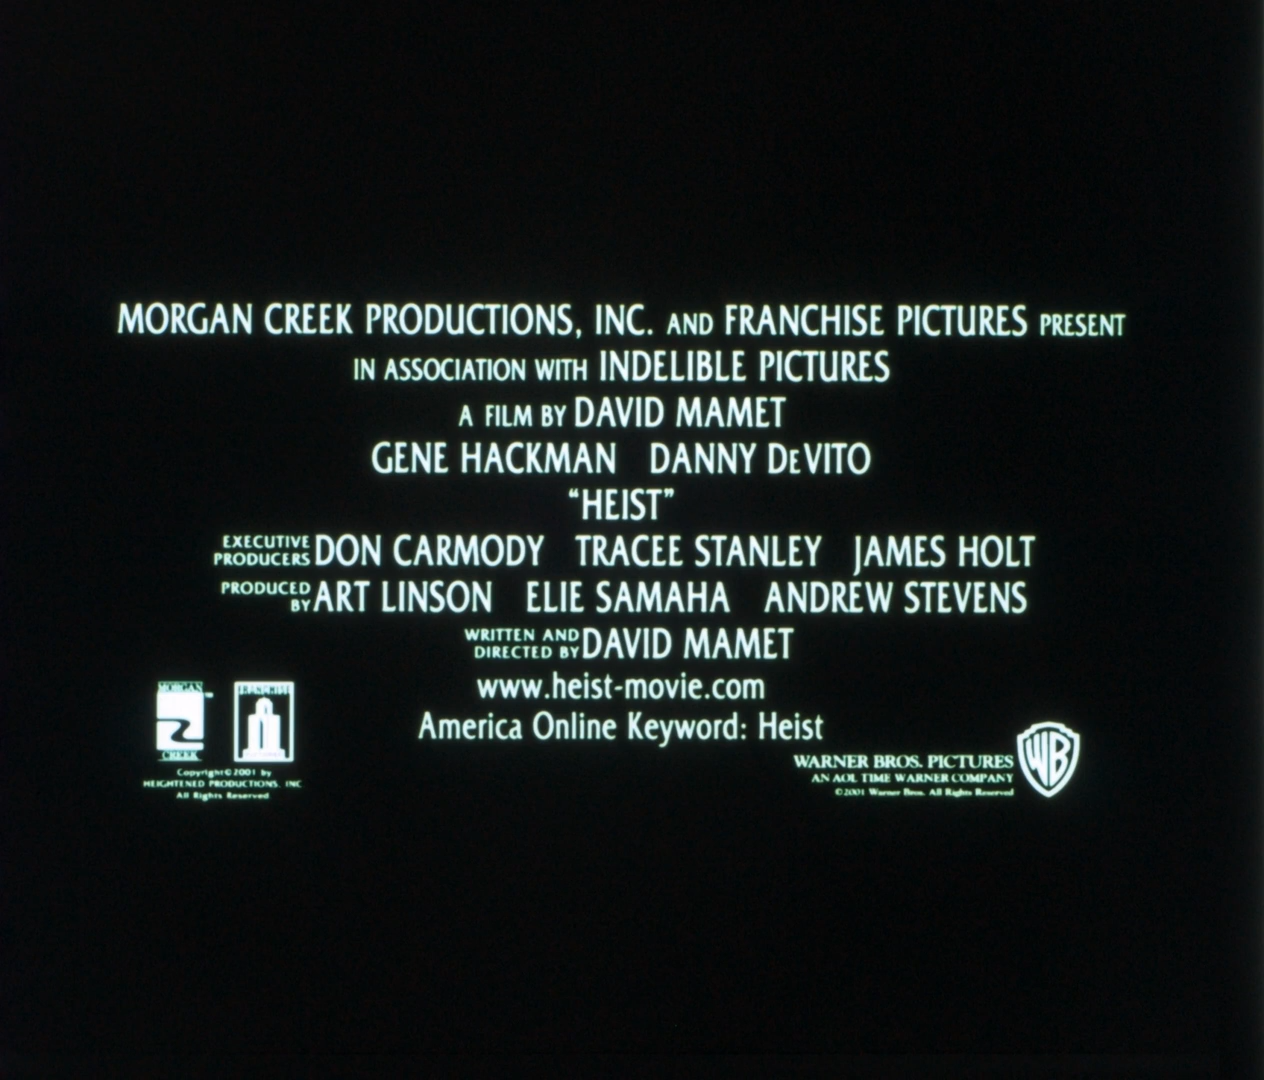 MORGAN CREEK PRODUCTIONS, INC. AND FRANCHISE PICTURES PRESENT
IN ASSOCIATION WITH INDELIBLE PICTURES
A FILM BY DAVID MAMET
GENE HACKMAN DANNY DeVITO
“HEIST”
EXECUTIVE PRODUCERS DON CARMODY TRACEE STANLEY JAMES HOLT
PRODUCED BY ART LINSON ELIE SAMAHA ANDREW STEVENS
WRITTEN AND DIRECTED BY DAVID MAMET
www.heist-movie.com
America Online Keyword: Heist
MORGAN CREEK
FRANCHISE
Copyright©2001 by
HEIGHTENED PRODUCTIONS, INC
All Rights Reserved
WARNER BROS. PICTURES
AN AOL TIME WARNER COMPANY
©2001 Warner Bros. All Rights Reserved
WB